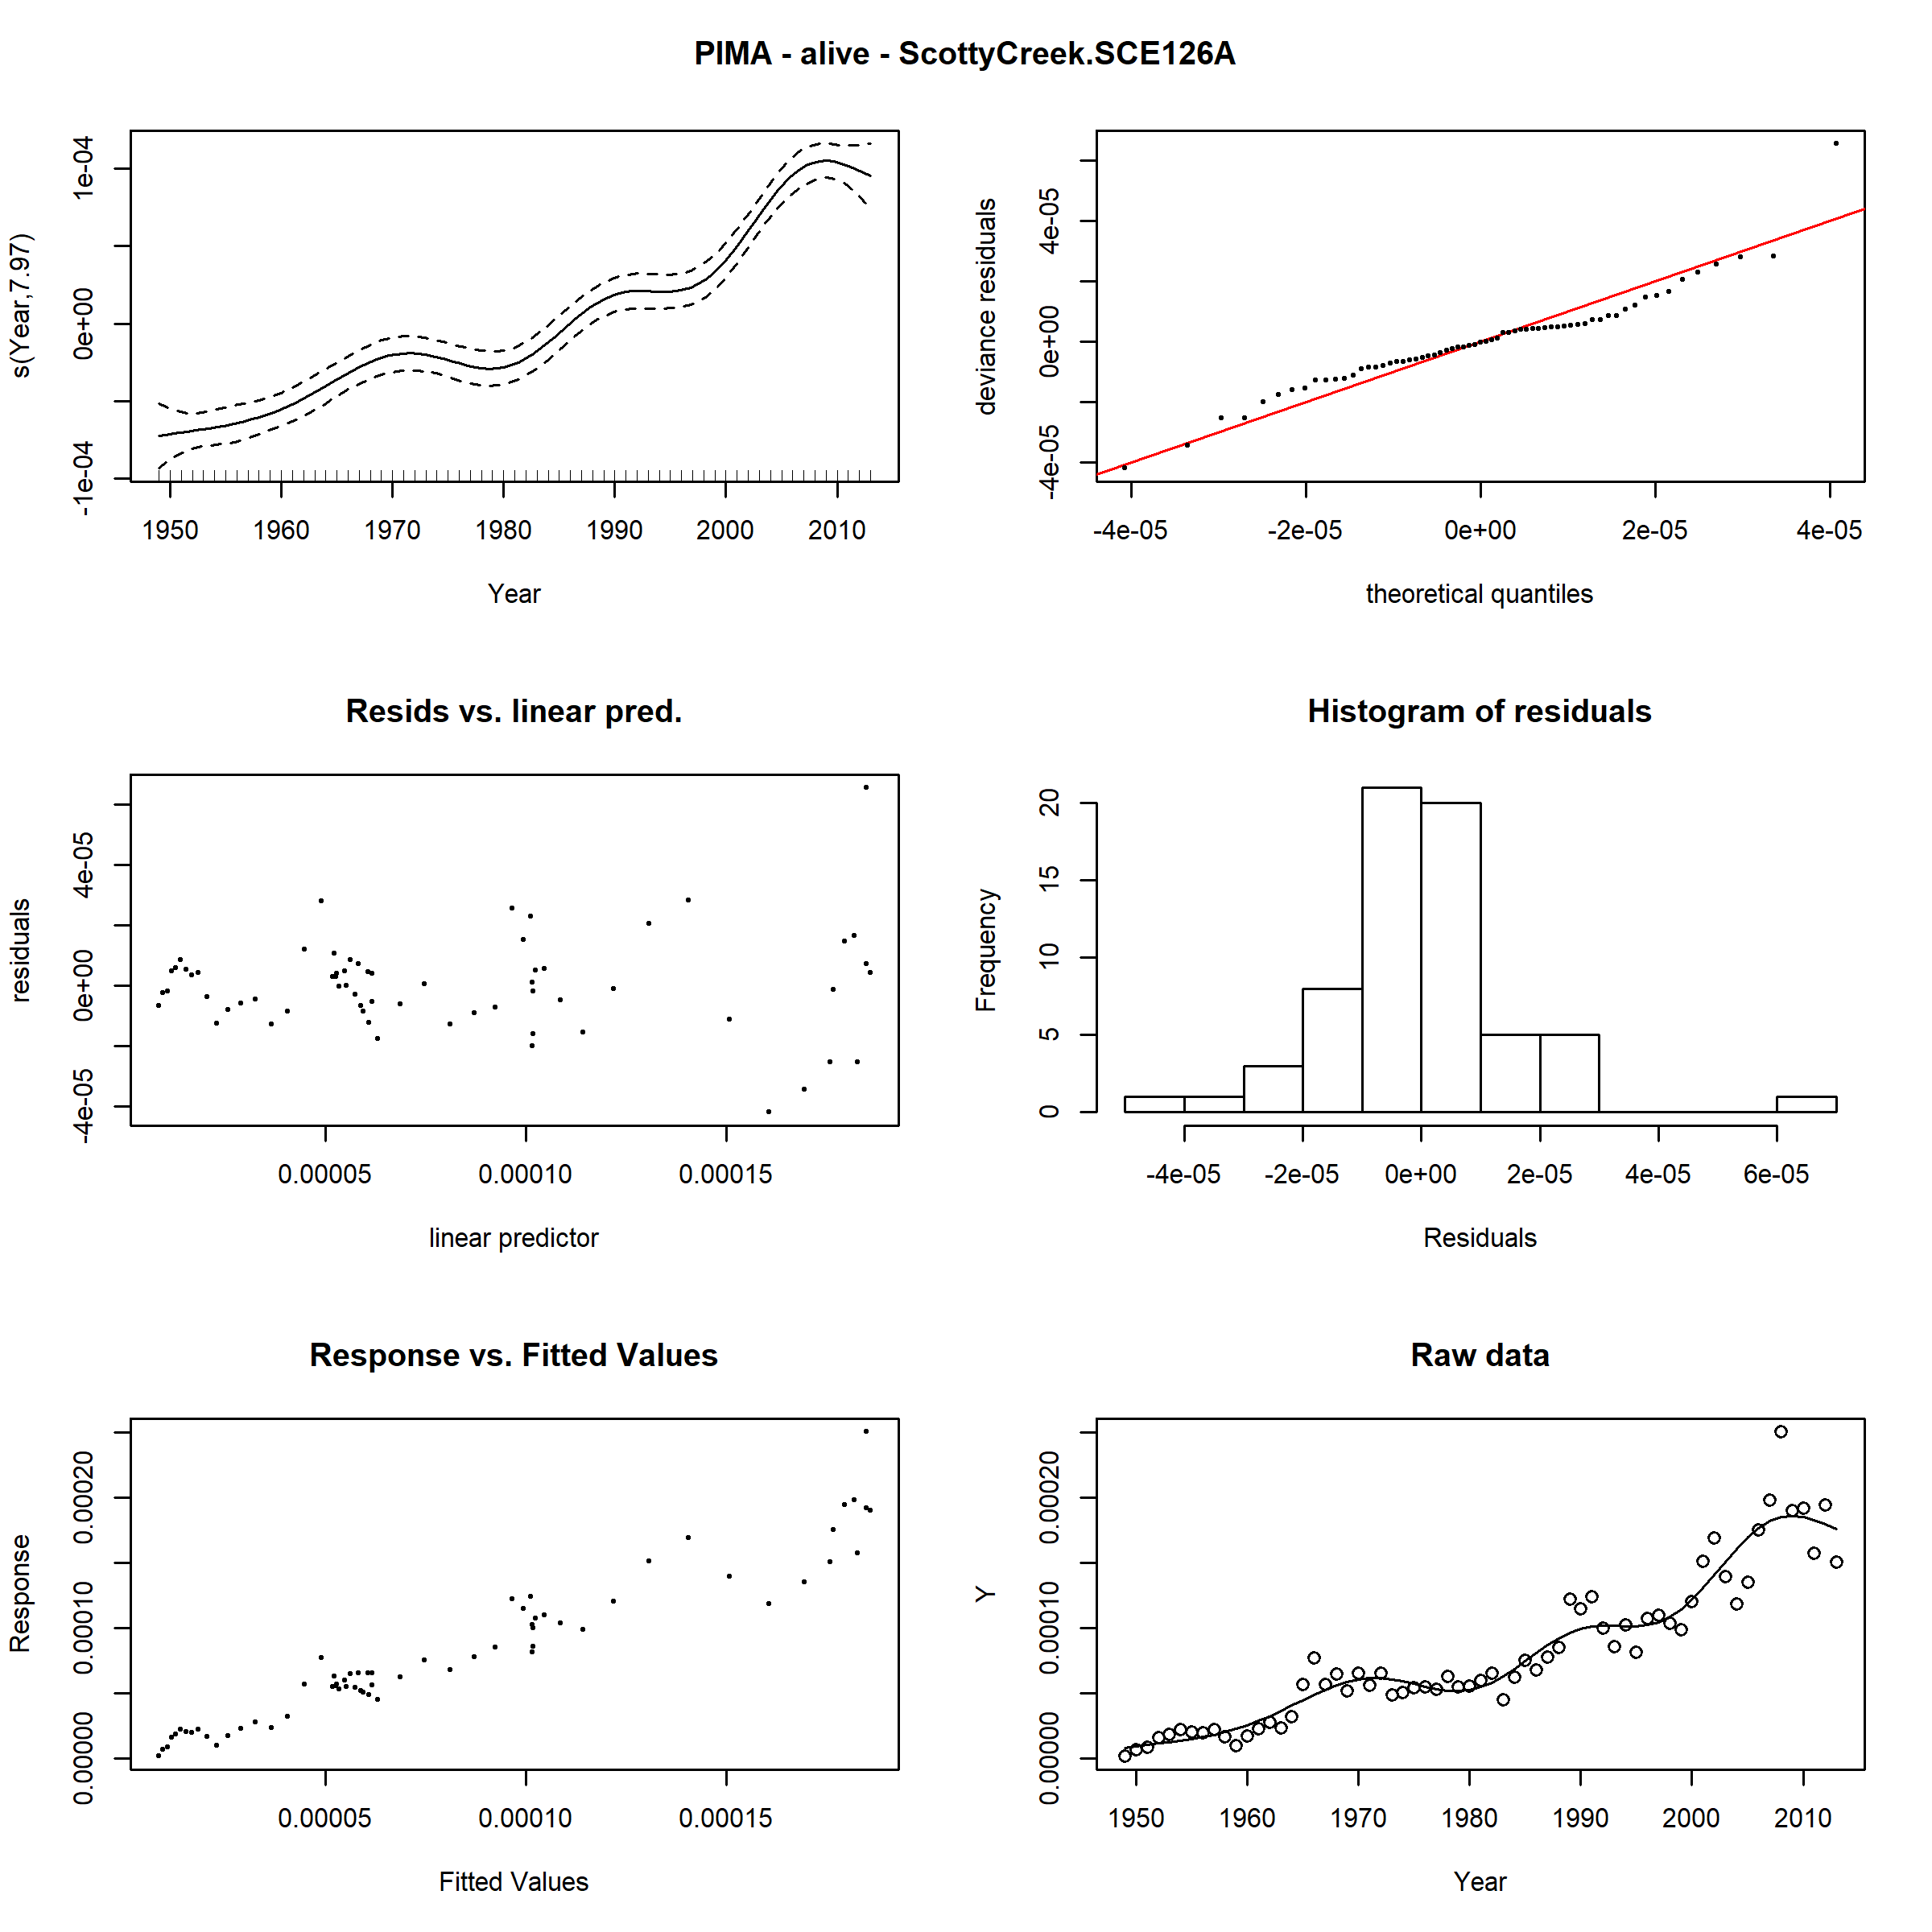 PIMA - alive - ScottyCreek.SCE126A
s(Year,7.97)
-1e-04 0e+00 1e-04
1950 1960 1970 1980 1990 2000 2010
Year
deviance residuals
-4e-05 0e+00 4e-05
-4e-05 -2e-05 0e+00 2e-05 4e-05
theoretical quantiles
Resids vs. linear pred.
residuals
-4e-05 0e+00 4e-05
0.00005 0.00010 0.00015
linear predictor
Histogram of residuals
Frequency
0 5 10 15 20
-4e-05 -2e-05 0e+00 2e-05 4e-05 6e-05
Residuals
Response vs. Fitted Values
Response
0.00000 0.00010 0.00020
0.00005 0.00010 0.00015
Fitted Values
Raw data
Y
0.00000 0.00010 0.00020
1950 1960 1970 1980 1990 2000 2010
Year